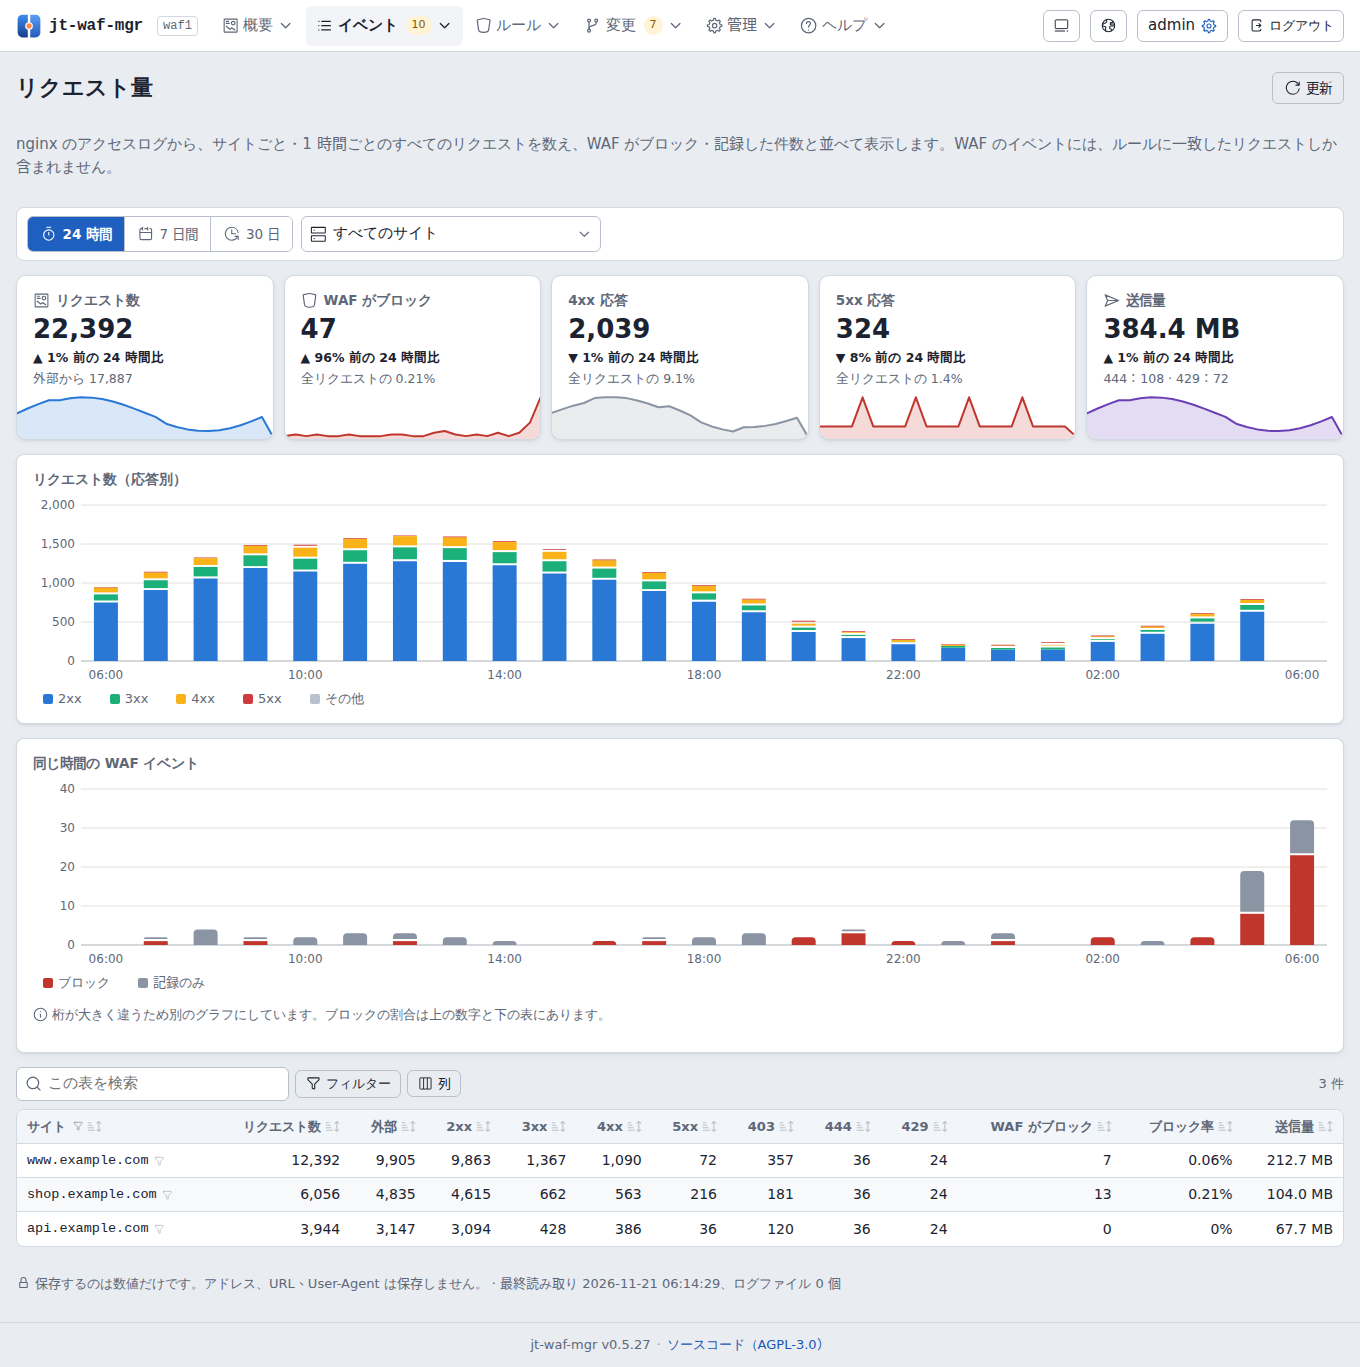 jt-waf-mgr waf1 概要 イベント 10 ルール 変更 7 管理 ヘルプ admin ログアウト
リクエスト量 更新
nginx のアクセスログから、サイトごと・1 時間ごとのすべてのリクエストを数え、WAF がブロック・記録した件数と並べて表示します。WAF のイベントには、ルールに一致したリクエストしか
含まれません。
24 時間 7 日間 30 日 すべてのサイト
リクエスト数 WAF がブロック 4xx 応答 5xx 応答 送信量
22,392 47 2,039 324 384.4 MB
▲ 1% 前の 24 時間比 ▲ 96% 前の 24 時間比 ▼ 1% 前の 24 時間比 ▼ 8% 前の 24 時間比 ▲ 1% 前の 24 時間比
外部から 17,887 全リクエストの 0.21% 全リクエストの 9.1% 全リクエストの 1.4% 444：108 · 429：72
リクエスト数（応答別）
2,000
1,500
1,000
500
0
06:00 10:00 14:00 18:00 22:00 02:00 06:00
2xx 3xx 4xx 5xx その他
同じ時間の WAF イベント
40
30
20
10
0
06:00 10:00 14:00 18:00 22:00 02:00 06:00
ブロック 記録のみ
桁が大きく違うため別のグラフにしています。ブロックの割合は上の数字と下の表にあります。
この表を検索 フィルター 列 3 件
サイト リクエスト数 外部 2xx 3xx 4xx 5xx 403 444 429 WAF がブロック ブロック率 送信量
www.example.com 12,392 9,905 9,863 1,367 1,090 72 357 36 24 7 0.06% 212.7 MB
shop.example.com 6,056 4,835 4,615 662 563 216 181 36 24 13 0.21% 104.0 MB
api.example.com 3,944 3,147 3,094 428 386 36 120 36 24 0 0% 67.7 MB
保存するのは数値だけです。アドレス、URL、User-Agent は保存しません。 · 最終読み取り 2026-11-21 06:14:29、ログファイル 0 個
jt-waf-mgr v0.5.27 · ソースコード（AGPL-3.0）